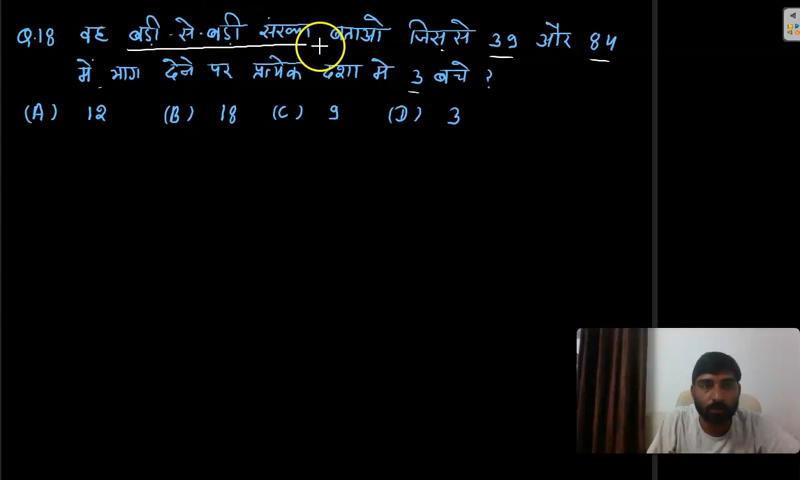 Q.18 वह बड़ी-से-बड़ी संख्या बताओ जिससे 39 और 84
में भाग देने पर प्रत्येक दशा मे 3 बचे ?
(A) 12 (B) 18 (C) 9 (D) 3